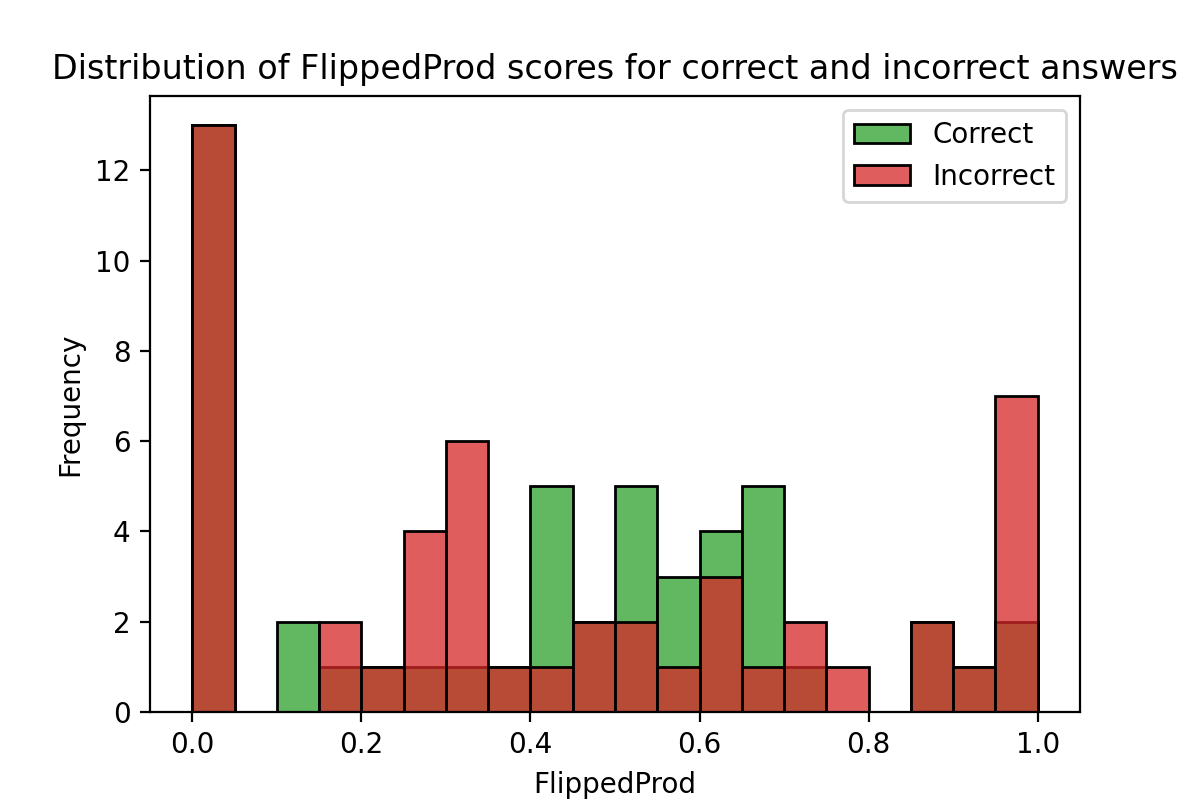 Distribution of FlippedProd scores for correct and incorrect answers
Correct
Incorrect
Frequency
12
10
8
6
4
2
0
0.0 0.2 0.4 0.6 0.8 1.0
FlippedProd